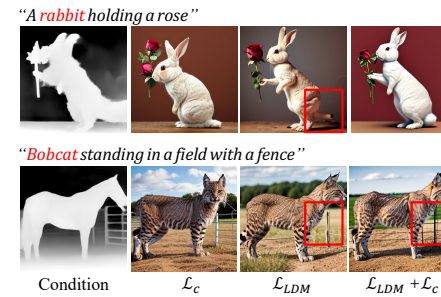 “A rabbit holding a rose”
“Bobcat standing in a field with a fence”
Condition
ℒc
ℒLDM
ℒLDM +ℒc